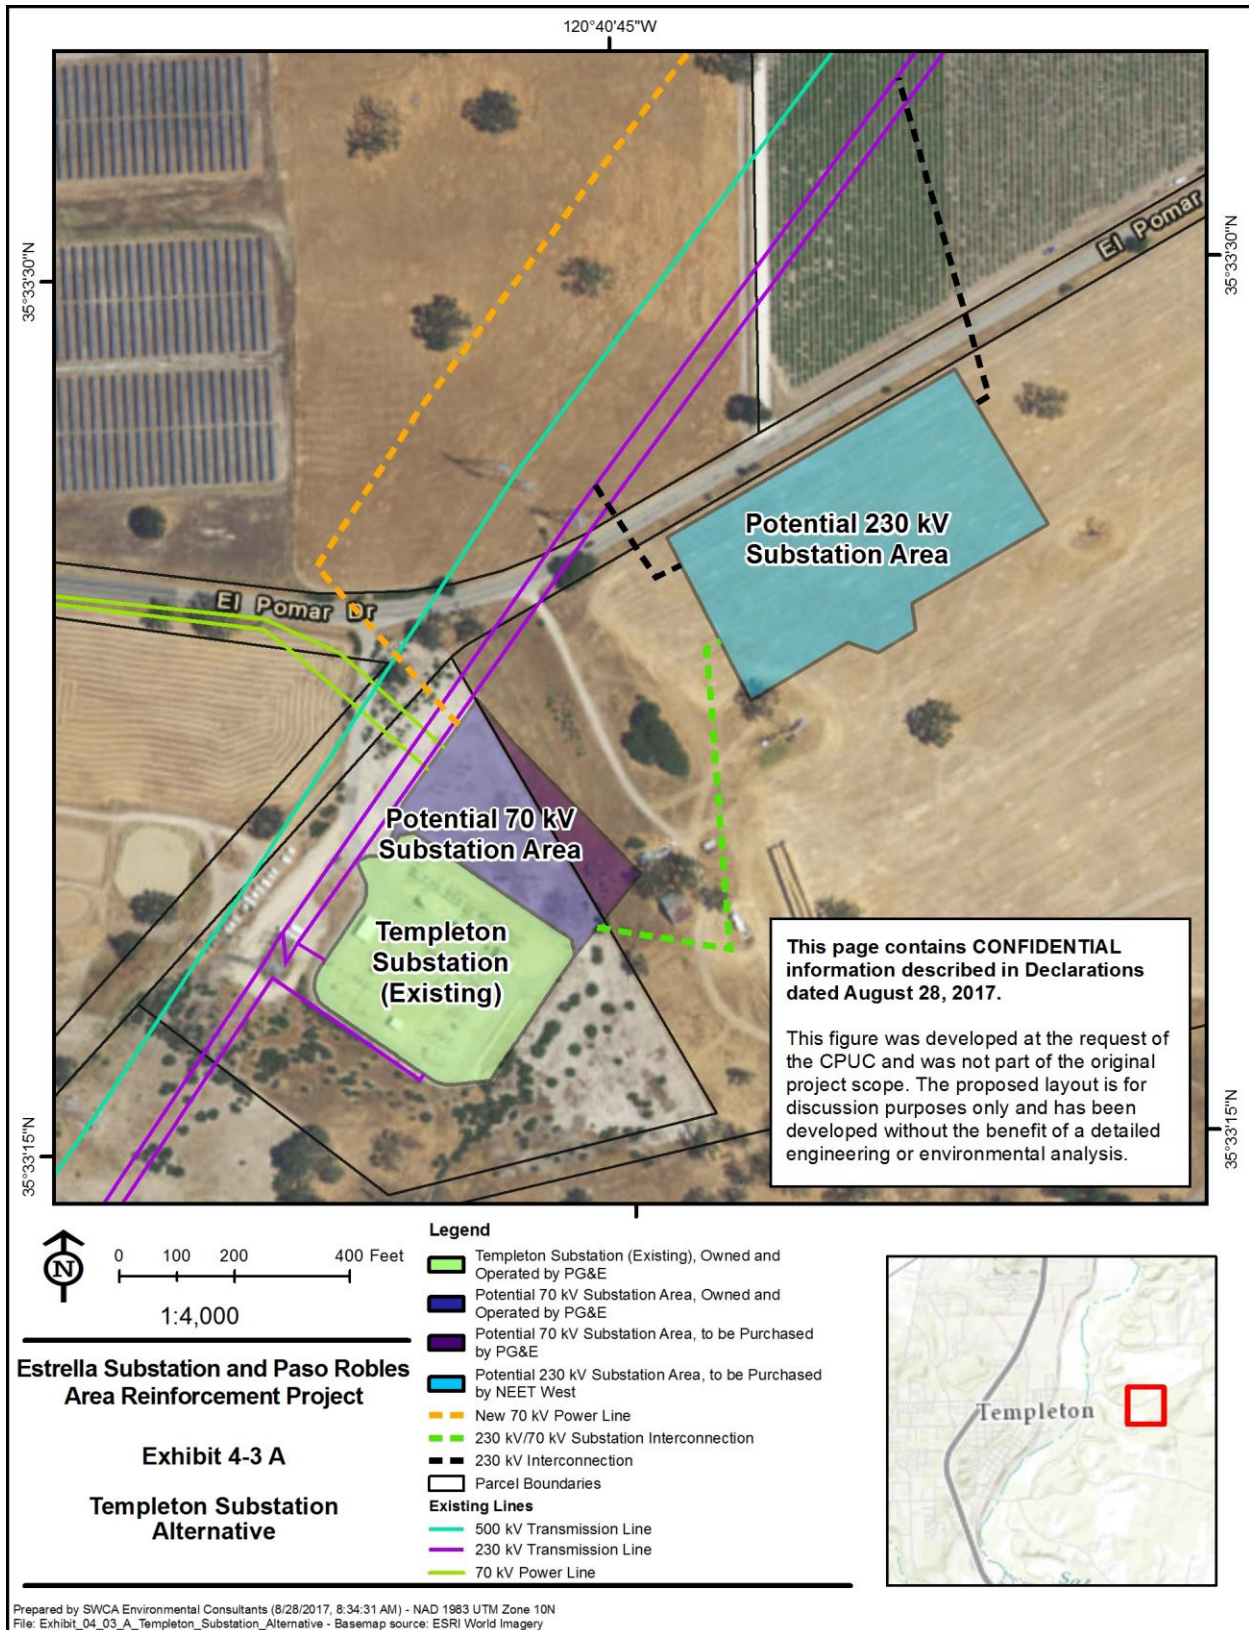 120°40'45"W
35°33'30"N
35°33'30"N
El Pomar
El Pomar Dr
Potential 230 kV
Substation Area
Potential 70 kV
Substation Area
Templeton
Substation
(Existing)
This page contains CONFIDENTIAL
information described in Declarations
dated August 28, 2017.
This figure was developed at the request of
the CPUC and was not part of the original
project scope. The proposed layout is for
discussion purposes only and has been
developed without the benefit of a detailed
engineering or environmental analysis.
35°33'15"N
35°33'15"N
N
0 100 200 400 Feet
1:4,000
Estrella Substation and Paso Robles
Area Reinforcement Project
Exhibit 4-3 A
Templeton Substation
Alternative
Legend
Templeton Substation (Existing), Owned and
Operated by PG&E
Potential 70 kV Substation Area, Owned and
Operated by PG&E
Potential 70 kV Substation Area, to be Purchased
by PG&E
Potential 230 kV Substation Area, to be Purchased
by NEET West
New 70 kV Power Line
230 kV/70 kV Substation Interconnection
230 kV Interconnection
Parcel Boundaries
Existing Lines
500 kV Transmission Line
230 kV Transmission Line
70 kV Power Line
Templeton
Prepared by SWCA Environmental Consultants (8/28/2017, 8:34:31 AM) - NAD 1983 UTM Zone 10N
File: Exhibit_04_03_A_Templeton_Substation_Alternative - Basemap source: ESRI World Imagery